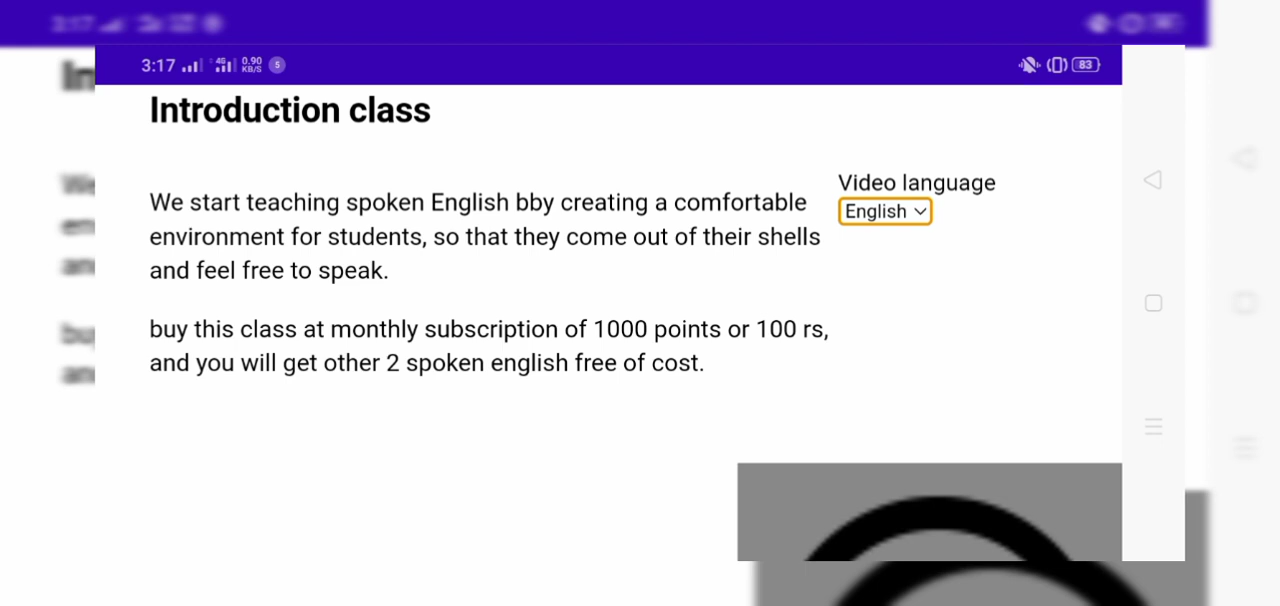 3:17 4G 0.90 KB/S 5 83
Introduction class
Video language
English
We start teaching spoken English bby creating a comfortable
environment for students, so that they come out of their shells
and feel free to speak.
buy this class at monthly subscription of 1000 points or 100 rs,
and you will get other 2 spoken english free of cost.